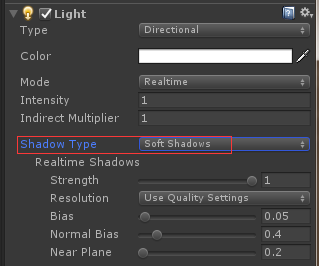 Light
Type Directional
Color
Mode Realtime
Intensity 1
Indirect Multiplier 1
Shadow Type Soft Shadows
Realtime Shadows
Strength 1
Resolution Use Quality Settings
Bias 0.05
Normal Bias 0.4
Near Plane 0.2